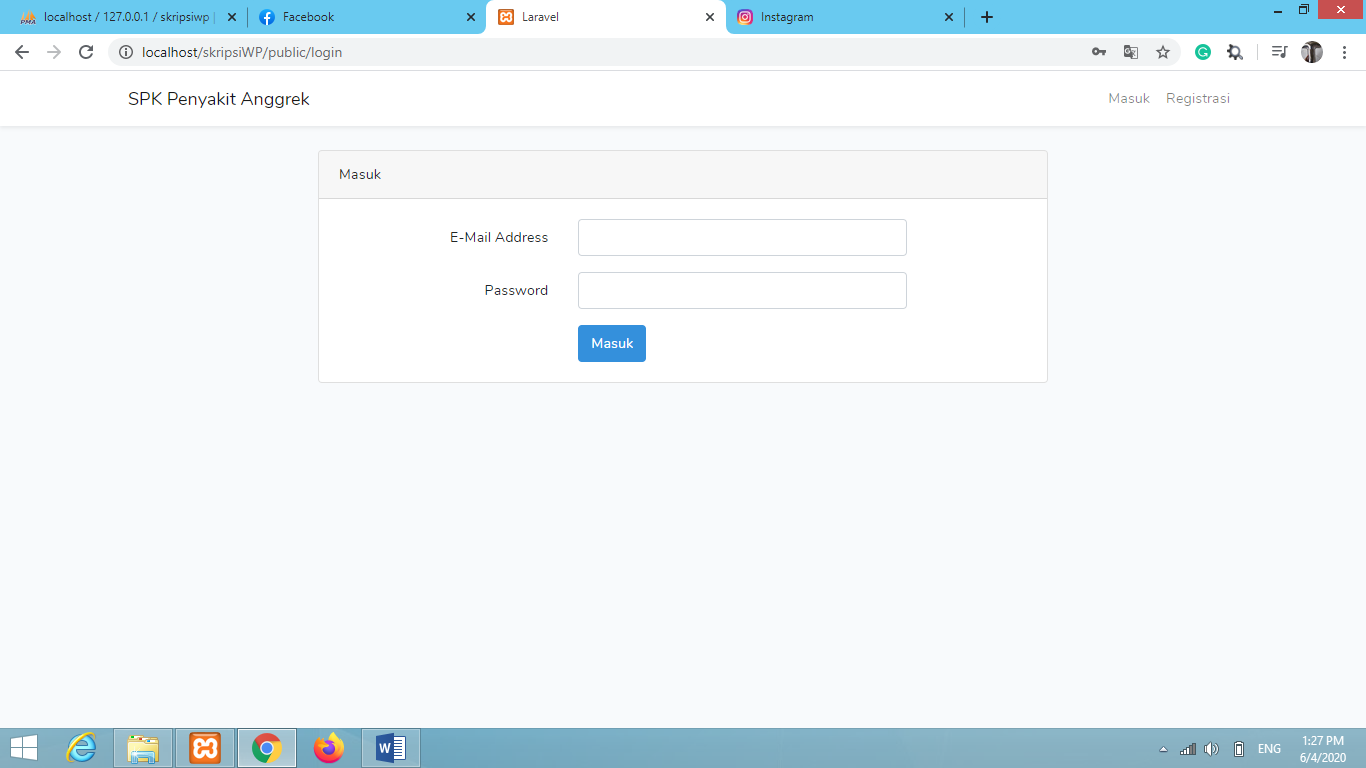 localhost / 127.0.0.1 / skripsiwp |
Facebook
Laravel
Instagram
localhost/skripsiWP/public/login
SPK Penyakit Anggrek
Masuk
Registrasi
Masuk
E-Mail Address
Password
Masuk
ENG
1:27 PM
6/4/2020